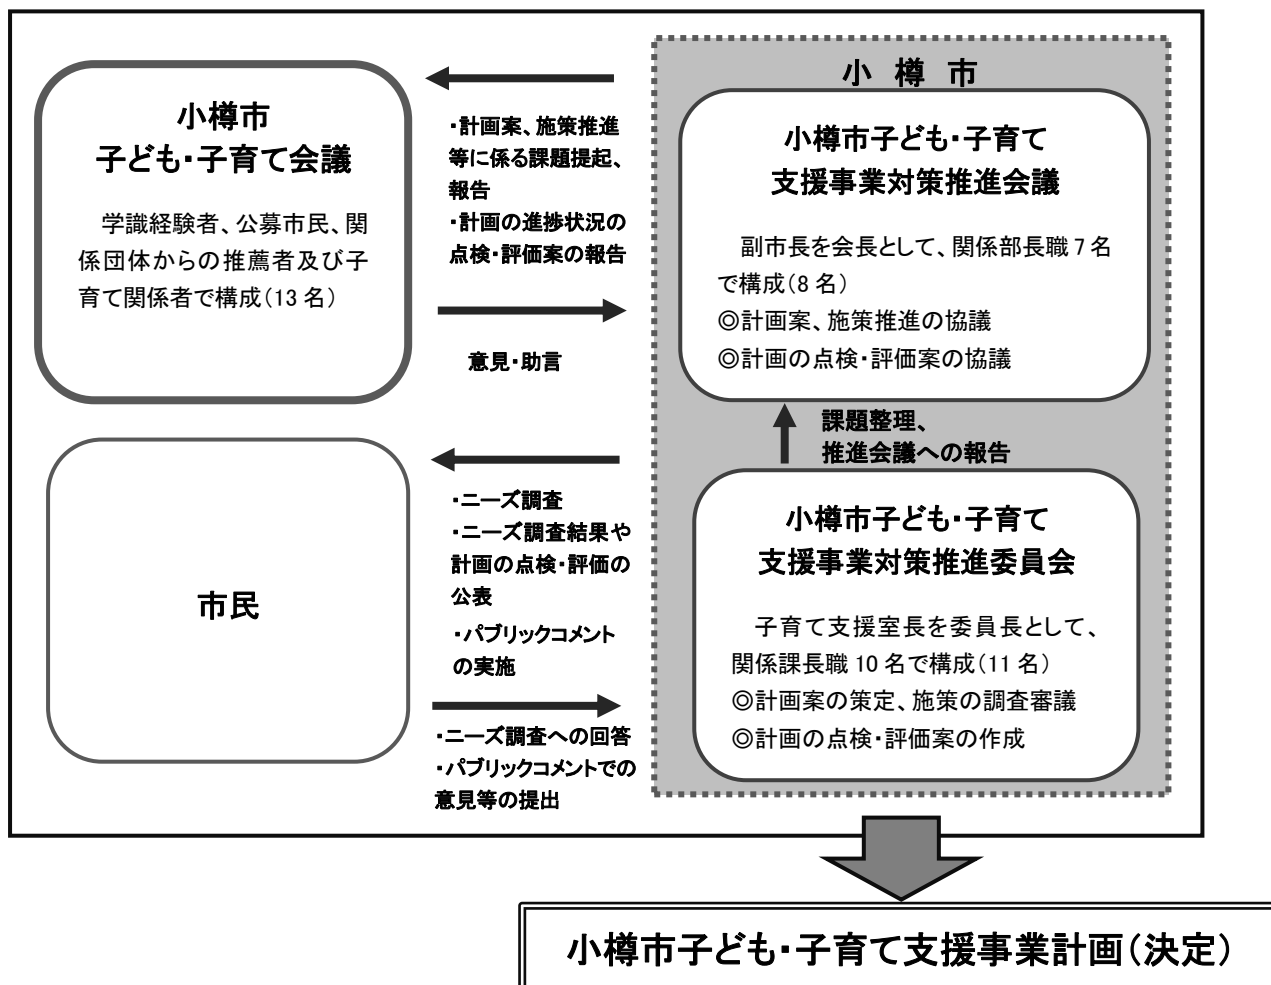 小樽市
子ども・子育て会議
学識経験者、公募市民、関
係団体からの推薦者及び子
育て関係者で構成（13 名）
・計画案、施策推進
等に係る課題提起、
報告
・計画の進捗状況の
点検・評価案の報告
意見・助言
小 樽 市
小樽市子ども・子育て
支援事業対策推進会議
副市長を会長として、関係部長職 7 名
で構成（8 名）
◎計画案、施策推進の協議
◎計画の点検・評価案の協議
課題整理、
推進会議への報告
市民
・ニーズ調査
・ニーズ調査結果や
計画の点検・評価の
公表
・パブリックコメント
の実施
・ニーズ調査への回答
・パブリックコメントでの
意見等の提出
小樽市子ども・子育て
支援事業対策推進委員会
子育て支援室長を委員長として、
関係課長職 10 名で構成（11 名）
◎計画案の策定、施策の調査審議
◎計画の点検・評価案の作成
小樽市子ども・子育て支援事業計画（決定）